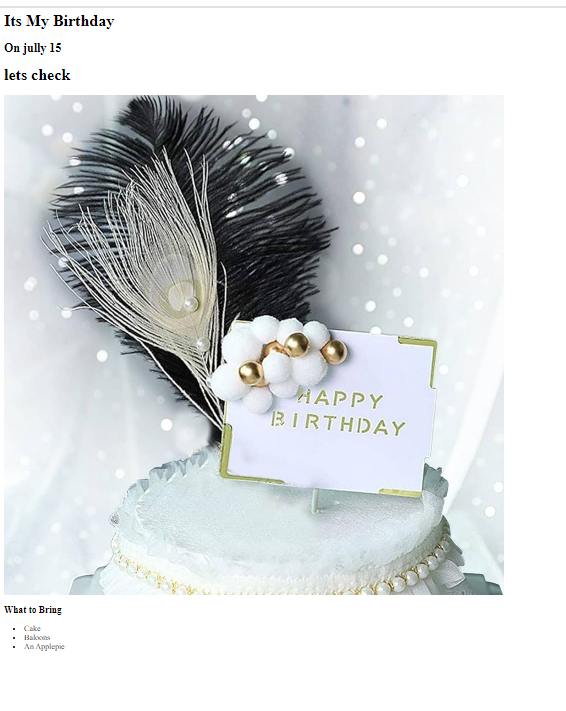 Its My Birthday
On jully 15
lets check
HAPPY
BIRTHDAY
What to Bring
Cake
Baloons
An Applepie